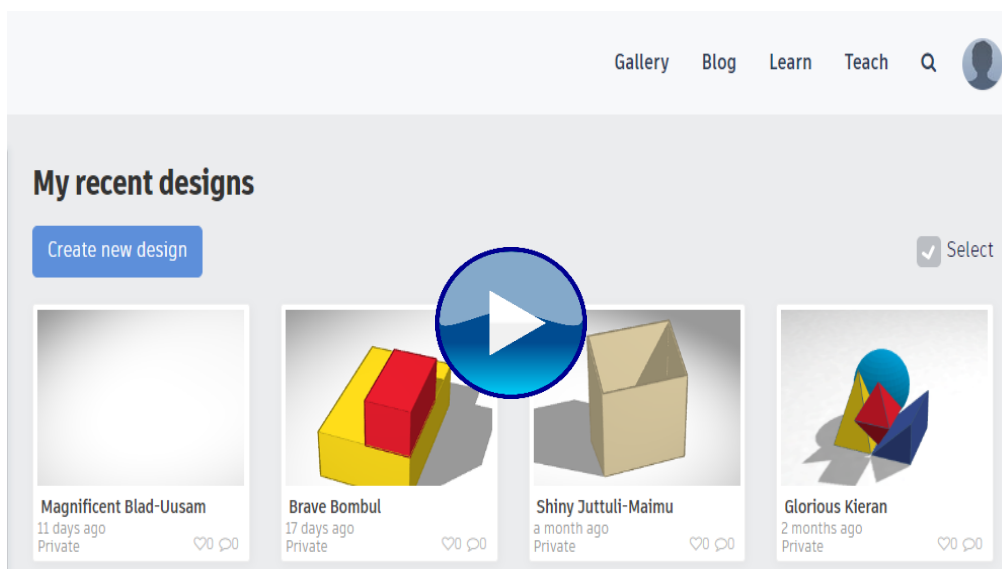 Gallery Blog Learn Teach
My recent designs
Create new design
Select
Magnificent Blad-Uusam
11 days ago
Private
0 0
Brave Bombul
17 days ago
Private
0 0
Shiny Juttuli-Maimu
a month ago
Private
0 0
Glorious Kieran
2 months ago
Private
0 0